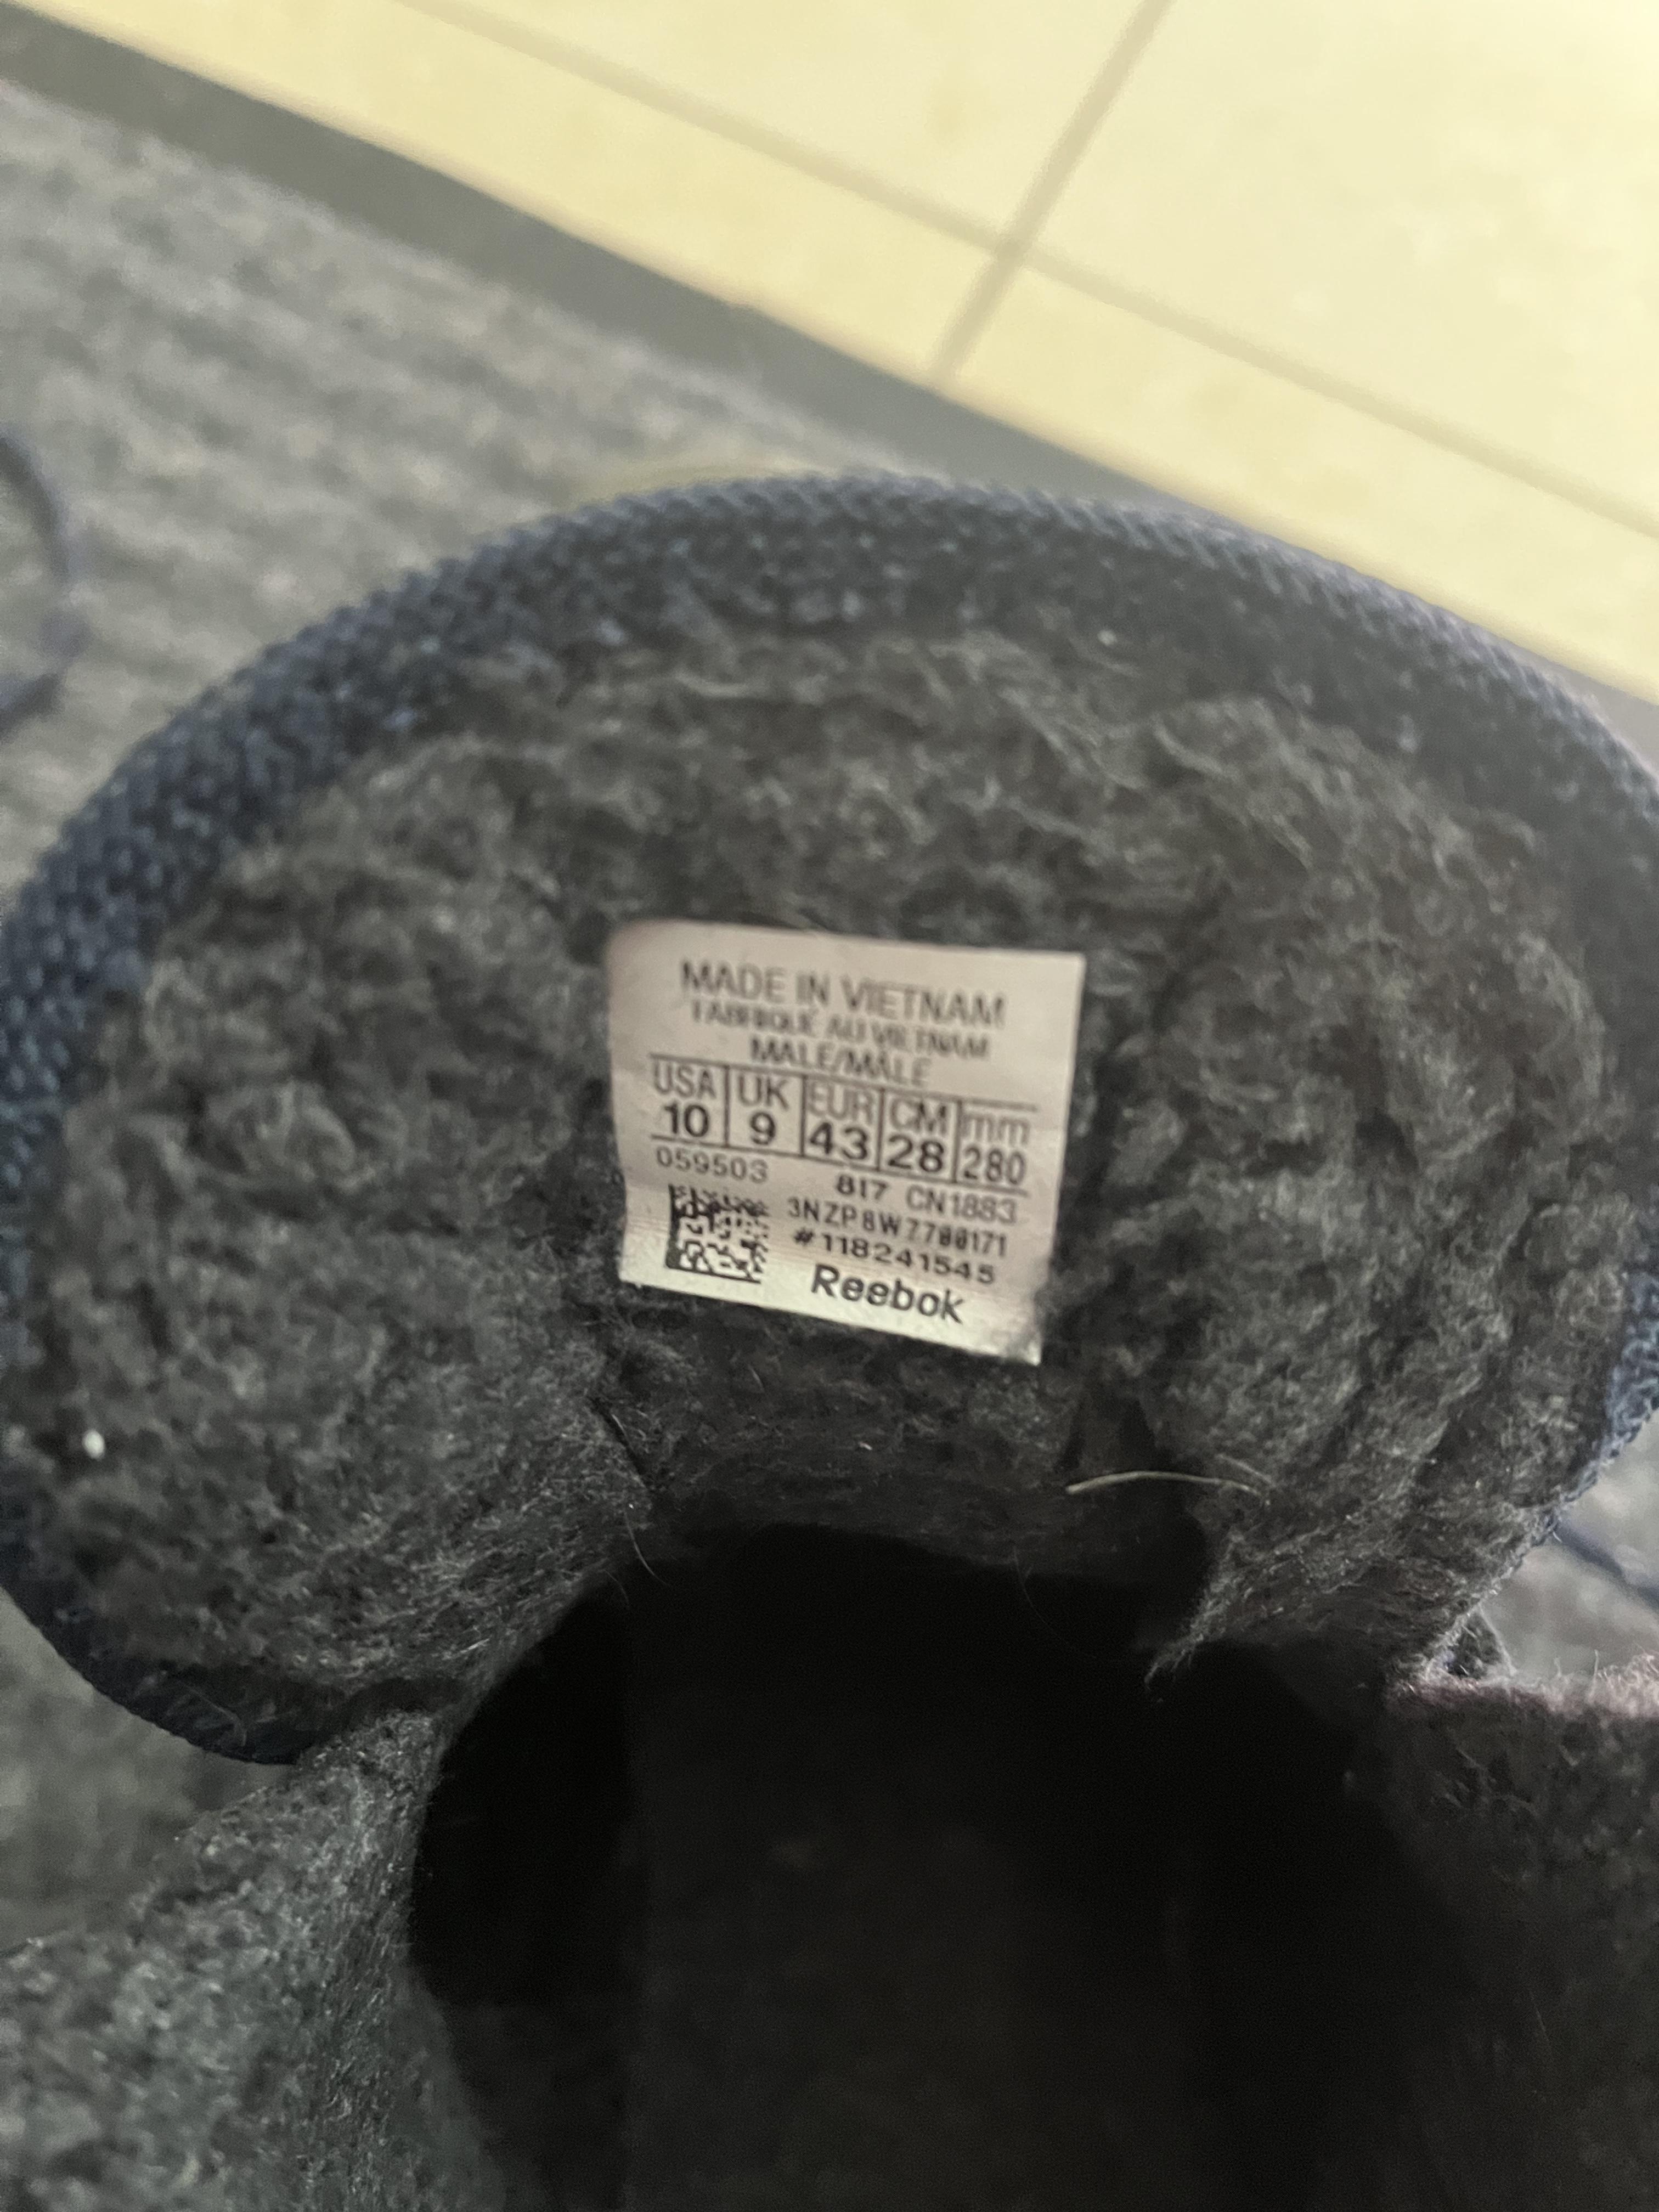 MADE IN VIETNAM
FABRIQUÉ AU VIETNAM
MALE/MÂLE
USA UK EUR CM mm
10 9 43 28 280
059503 817 CN1883
3NZP8W7700171
#118241545
Reebok